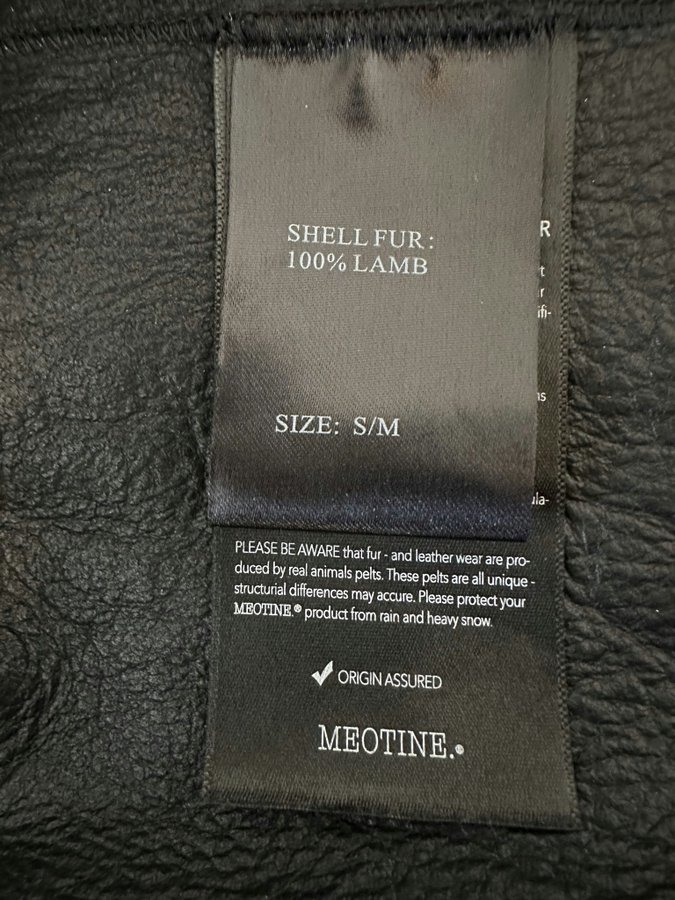 SHELL FUR:
100% LAMB
SIZE: S/M
PLEASE BE AWARE that fur - and leather wear are pro-
duced by real animals pelts. These pelts are all unique -
structurial differences may accure. Please protect your
MEOTINE.® product from rain and heavy snow.
ORIGIN ASSURED
MEOTINE.®